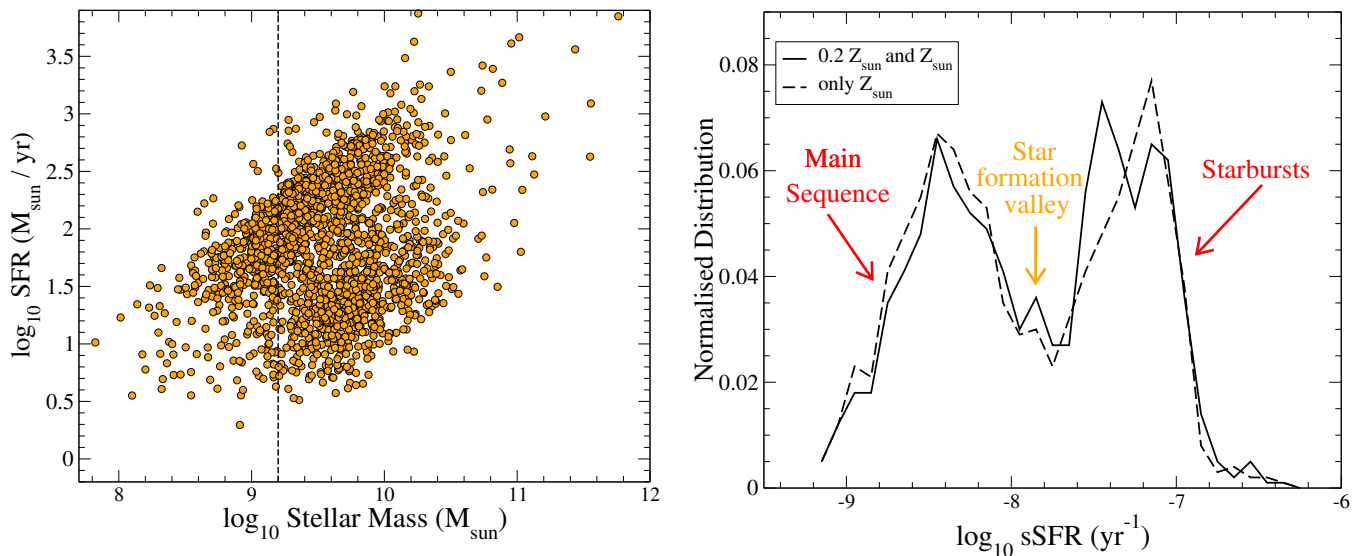 3.5
3
2.5
2
1.5
1
0.5
0
log10 SFR (Msun / yr)
8
9
10
11
12
log10 Stellar Mass (Msun)
0.08
0.06
0.04
0.02
0
Normalised Distribution
0.2 Zsun and Zsun
only Zsun
Main
Sequence
Star
formation
valley
Starbursts
-9
-8
-7
-6
log10 sSFR (yr-1)